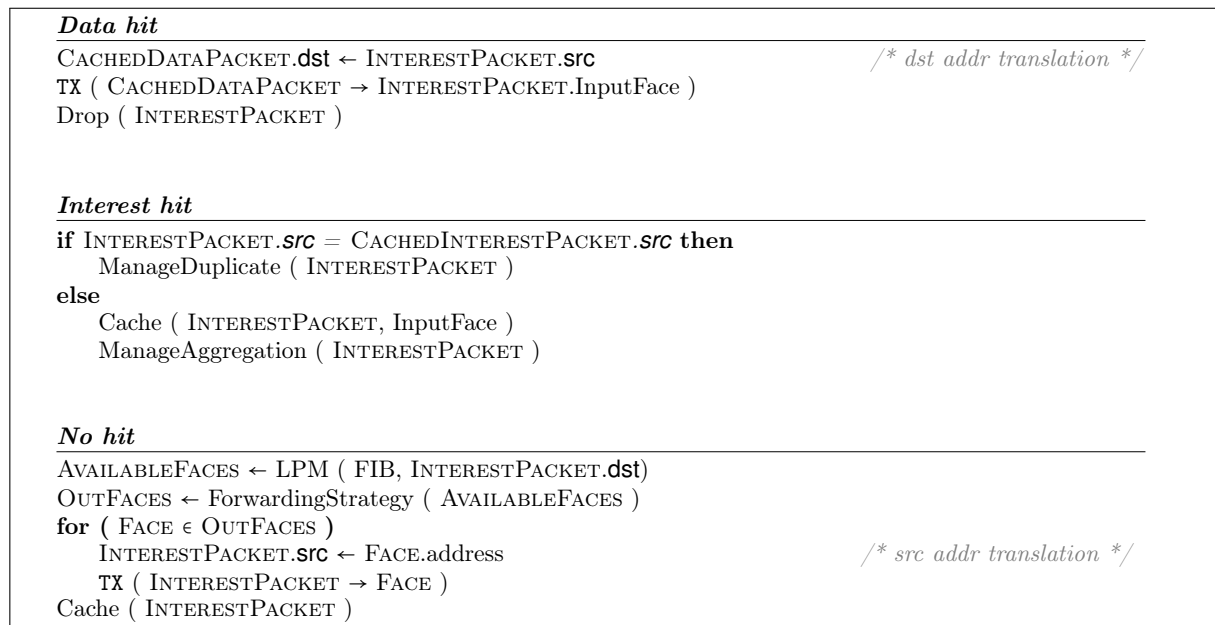 Data hit
CACHEDDATAPACKET.dst ← INTERESTPACKET.src /* dst addr translation */
TX ( CACHEDDATAPACKET → INTERESTPACKET.InputFace )
Drop ( INTERESTPACKET )
Interest hit
if INTERESTPACKET.src = CACHEDINTERESTPACKET.src then
ManageDuplicate ( INTERESTPACKET )
else
Cache ( INTERESTPACKET, InputFace )
ManageAggregation ( INTERESTPACKET )
No hit
AVAILABLEFACES ← LPM ( FIB, INTERESTPACKET.dst)
OUTFACES ← ForwardingStrategy ( AVAILABLEFACES )
for ( FACE ∈ OUTFACES )
INTERESTPACKET.src ← FACE.address /* src addr translation */
TX ( INTERESTPACKET → FACE )
Cache ( INTERESTPACKET )